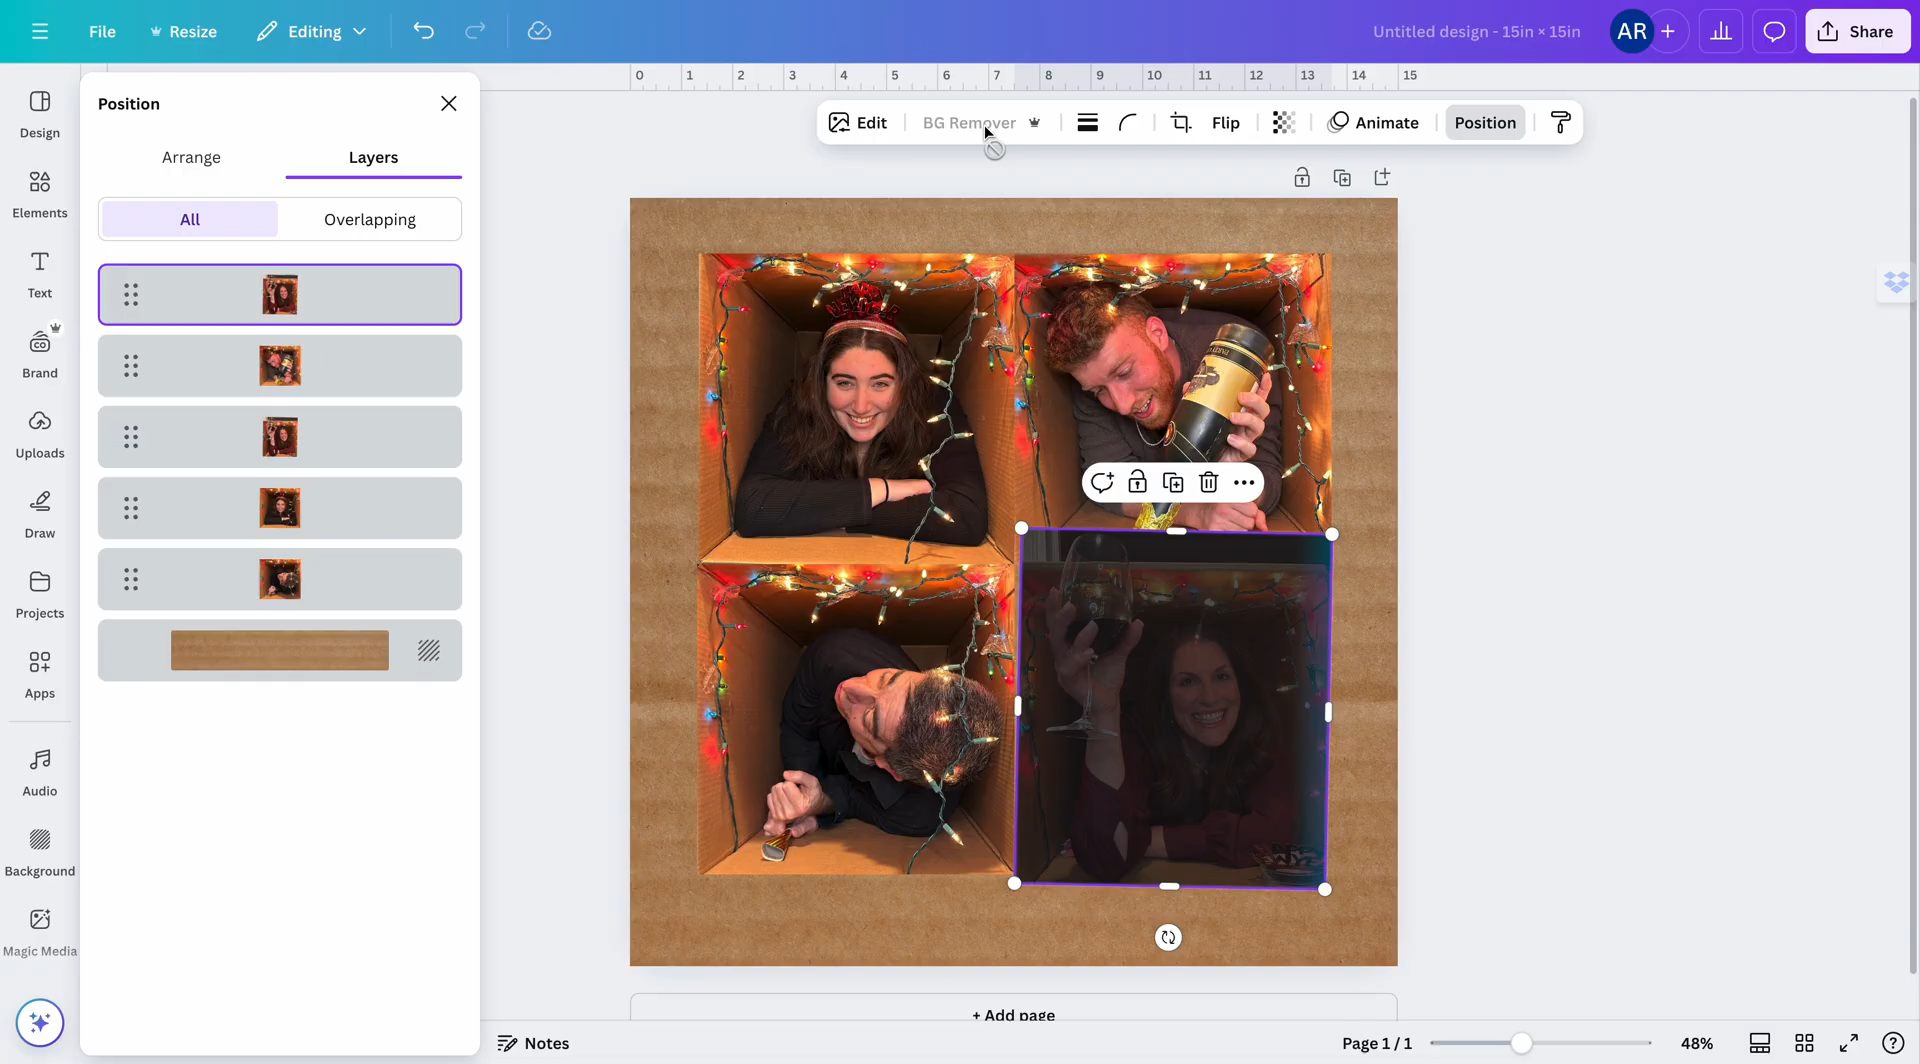 File
Resize
Editing
Untitled design - 15in × 15in
AR
Share
Design
Elements
Text
Brand
Uploads
Draw
Projects
Apps
Audio
Background
Magic Media
Position
Arrange
Layers
All
Overlapping
0 1 2 3 4 5 6 7 8 9 10 11 12 13 14 15
Edit
BG Remover
Flip
Animate
Position
+ Add page
Notes
Page 1 / 1
48%